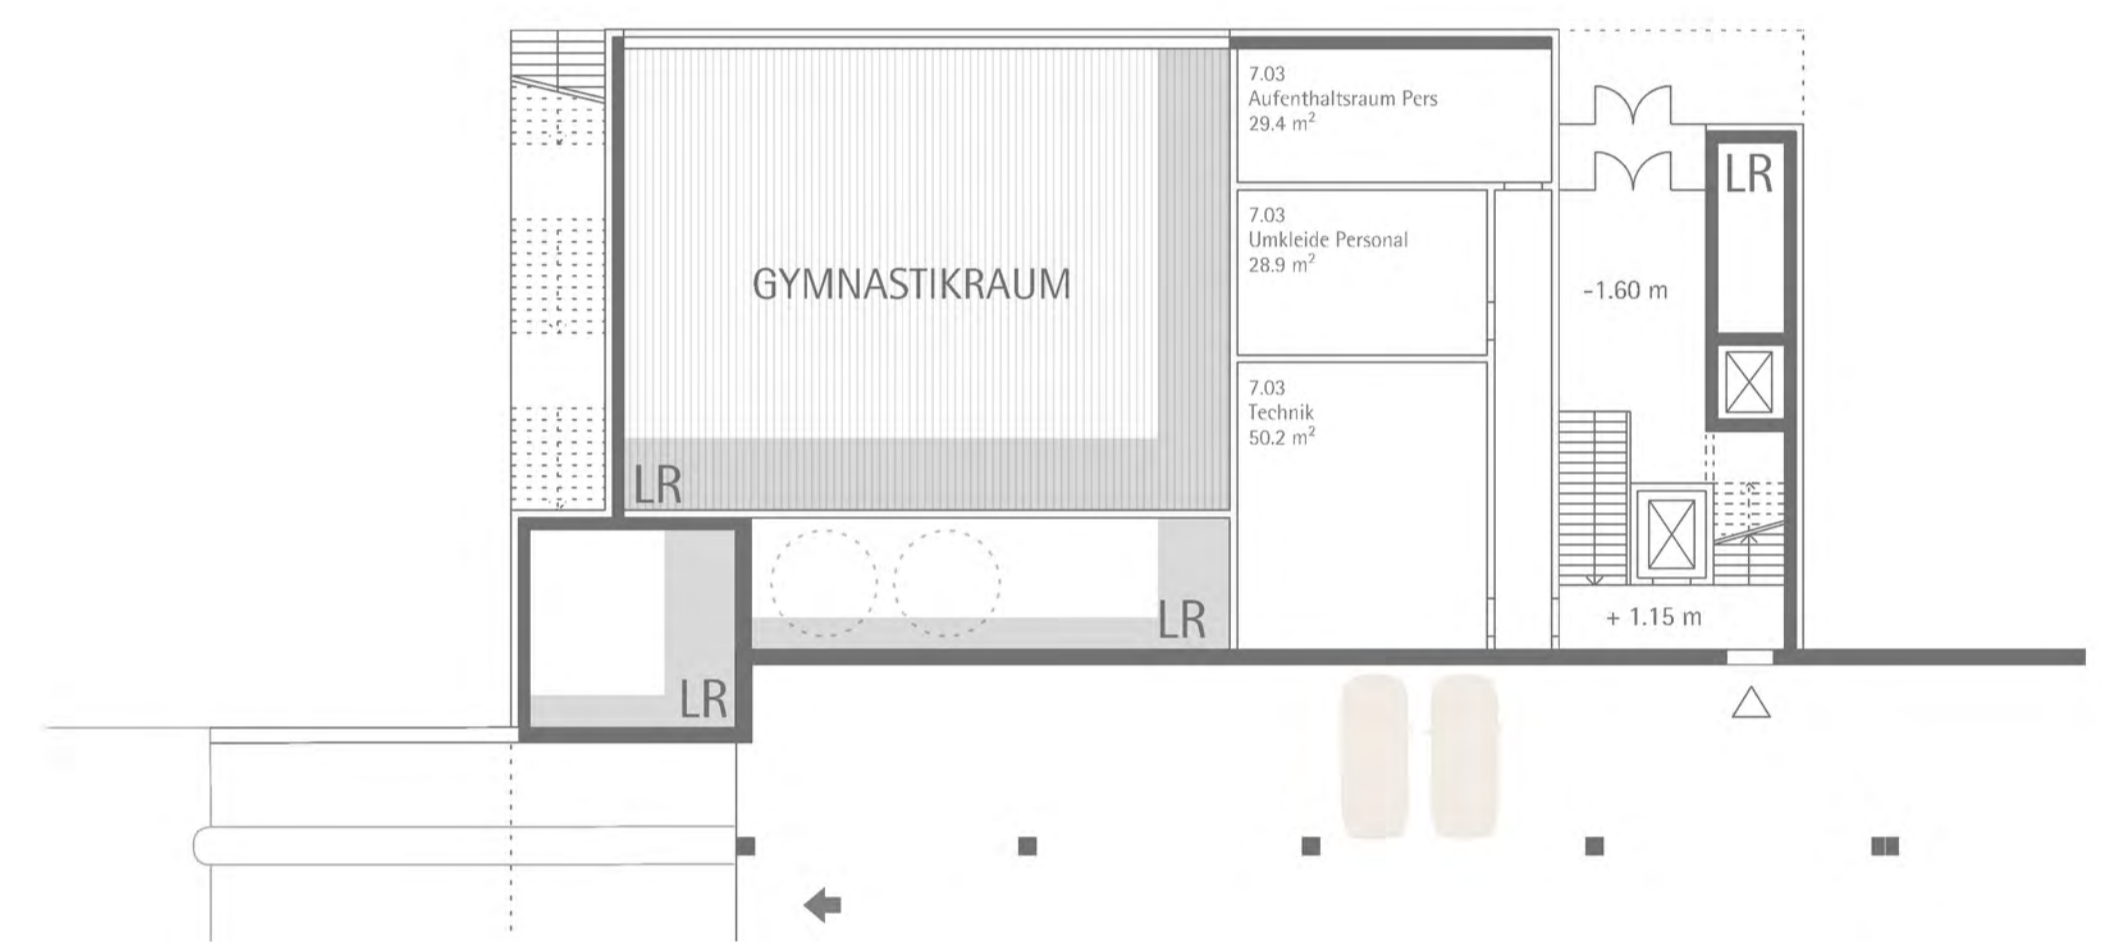 7.03
Aufenthaltsraum Pers
29.4 m²
LR
7.03
Umkleide Personal
28.9 m²
GYMNASTIKRAUM
-1.60 m
7.03
Technik
50.2 m²
LR
LR
+ 1.15 m
LR